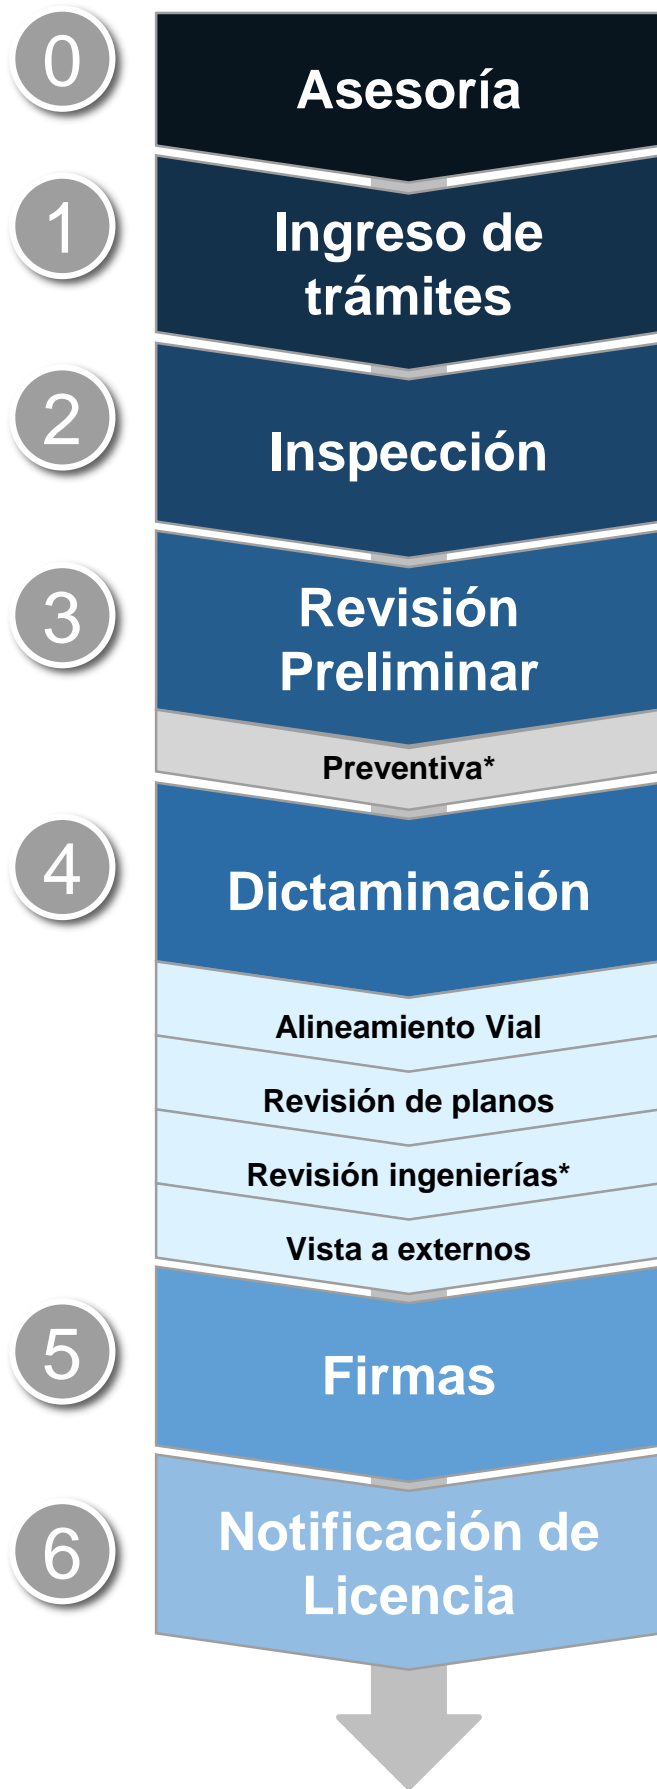 0
Asesoría
1
Ingreso de
trámites
2
Inspección
3
Revisión
Preliminar
Preventiva*
4
Dictaminación
Alineamiento Vial
Revisión de planos
Revisión ingenierías*
Vista a externos
5
Firmas
6
Notificación de
Licencia